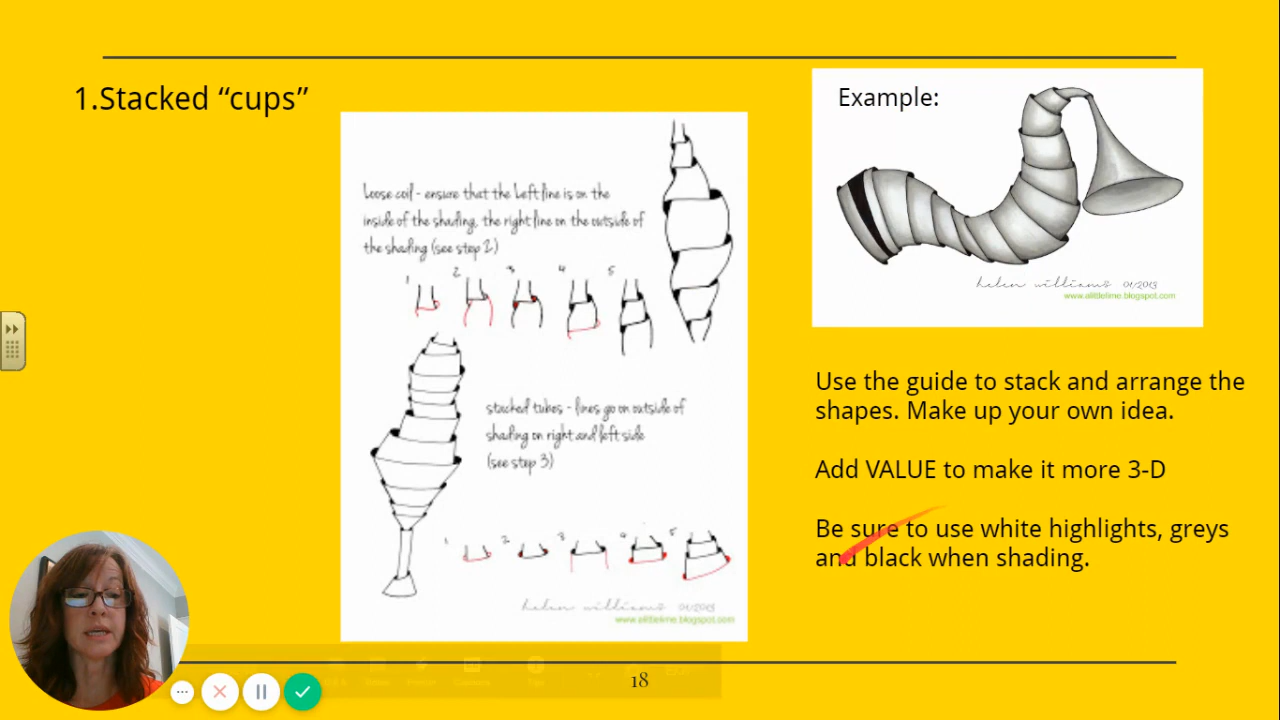 1.Stacked “cups”
Loose coil - ensure that the Left line is on the
inside of the shading, the right line on the outside of
the shading (see step 2)
1 2 3 4 5
stacked tubes - lines go on outside of
shading on right and left side
(see step 3)
1 2 3 4 5
helen williams 01/2013
www.alittlelime.blogspot.com
Example:
helen williams 01/2013
www.alittlelime.blogspot.com
Use the guide to stack and arrange the
shapes. Make up your own idea.
Add VALUE to make it more 3-D
Be sure to use white highlights, greys
and black when shading.
18